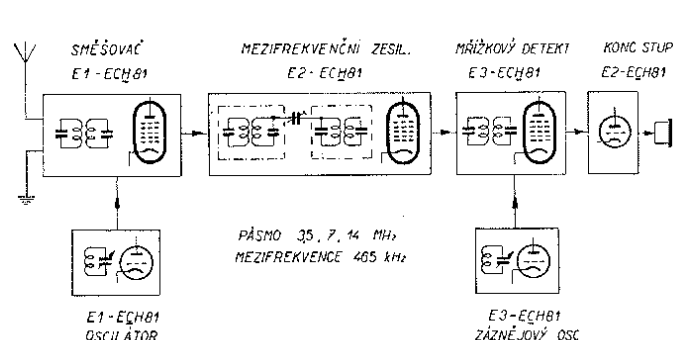 SMĚŠOVAČ
E1-ECH81
MEZIFREKVENČNÍ ZESIL.
E2-ECH81
MŘÍŽKOVÝ DETEKT
E3-ECH81
KONC STUP
E2-ECH81
PÁSMO 3,5, 7, 14 MHz
MEZIFREKVENCE 465 kHz
E1-ECH81
OSCILÁTOR
E3-ECH81
ZÁZNĚJOVÝ OSC